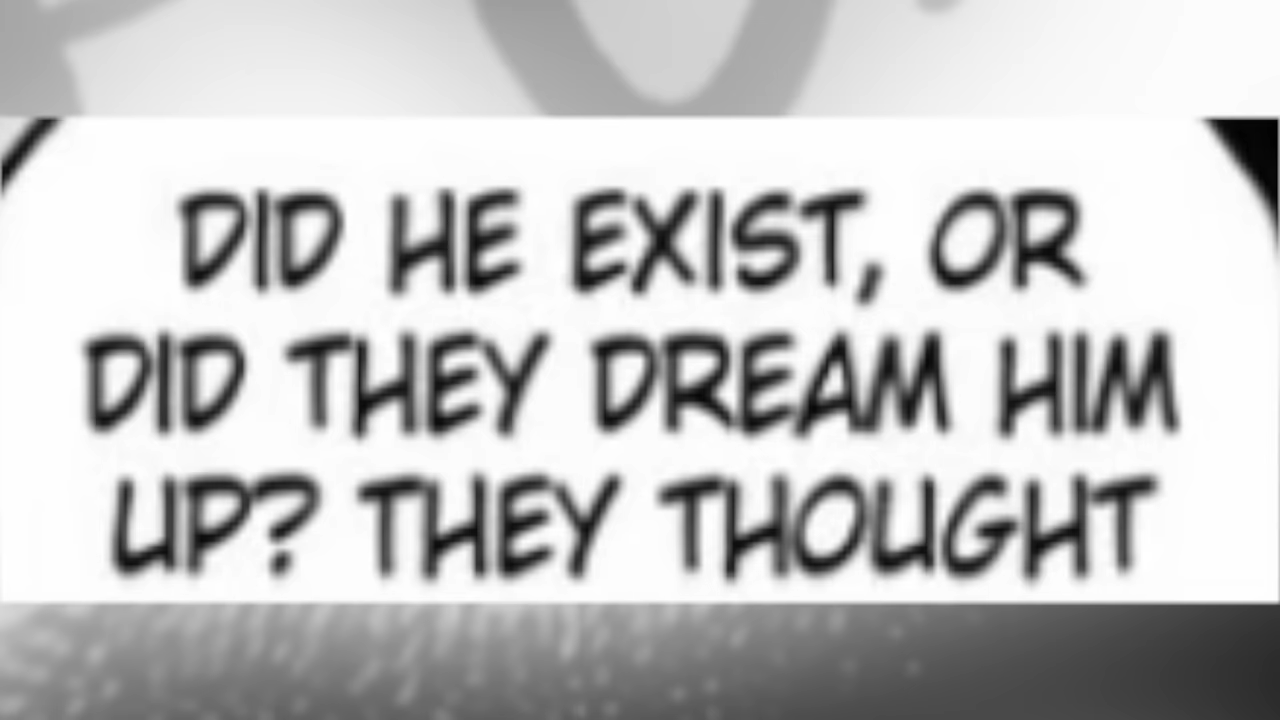 DID HE EXIST, OR
DID THEY DREAM HIM
UP? THEY THOUGHT